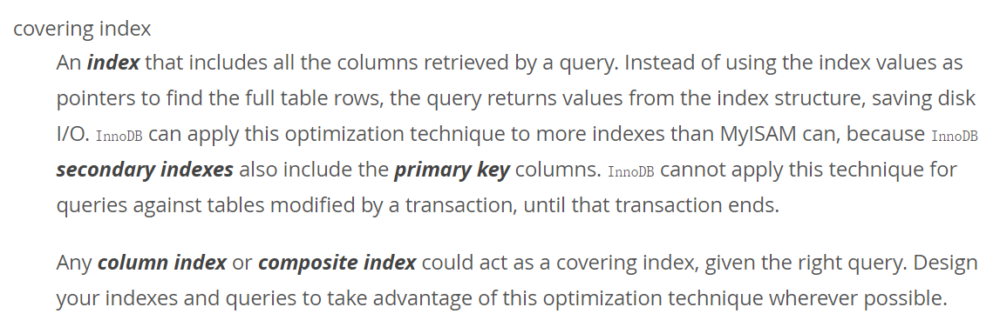 covering index
An index that includes all the columns retrieved by a query. Instead of using the index values as
pointers to find the full table rows, the query returns values from the index structure, saving disk
I/O. InnoDB can apply this optimization technique to more indexes than MyISAM can, because InnoDB
secondary indexes also include the primary key columns. InnoDB cannot apply this technique for
queries against tables modified by a transaction, until that transaction ends.
Any column index or composite index could act as a covering index, given the right query. Design
your indexes and queries to take advantage of this optimization technique wherever possible.